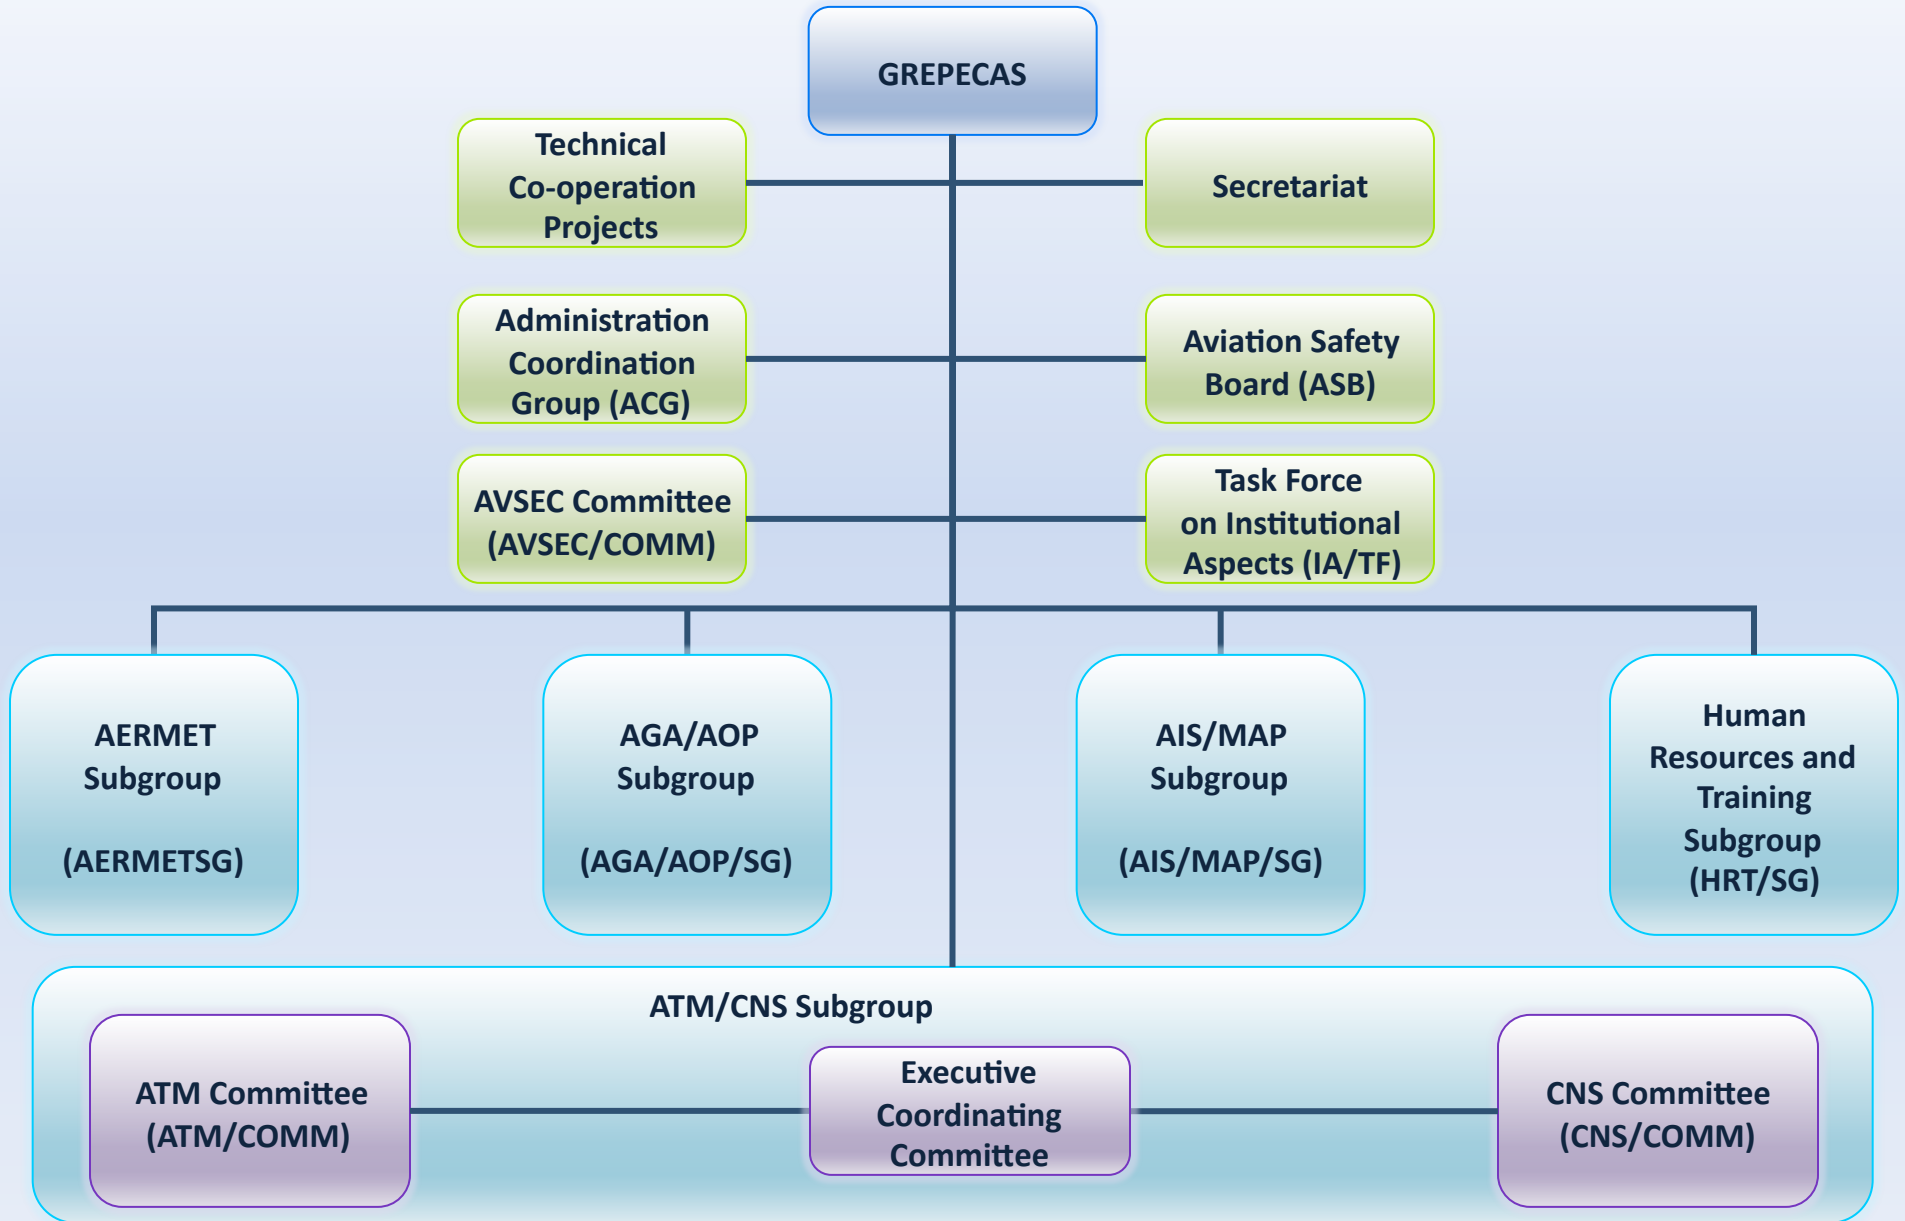 GREPECAS
Technical
Co-operation
Projects
Secretariat
Administration
Coordination
Group (ACG)
Aviation Safety
Board (ASB)
AVSEC Committee
(AVSEC/COMM)
Task Force
on Institutional
Aspects (IA/TF)
AERMET
Subgroup
(AERMETSG)
AGA/AOP
Subgroup
(AGA/AOP/SG)
AIS/MAP
Subgroup
(AIS/MAP/SG)
Human
Resources and
Training
Subgroup
(HRT/SG)
ATM/CNS Subgroup
ATM Committee
(ATM/COMM)
Executive
Coordinating
Committee
CNS Committee
(CNS/COMM)